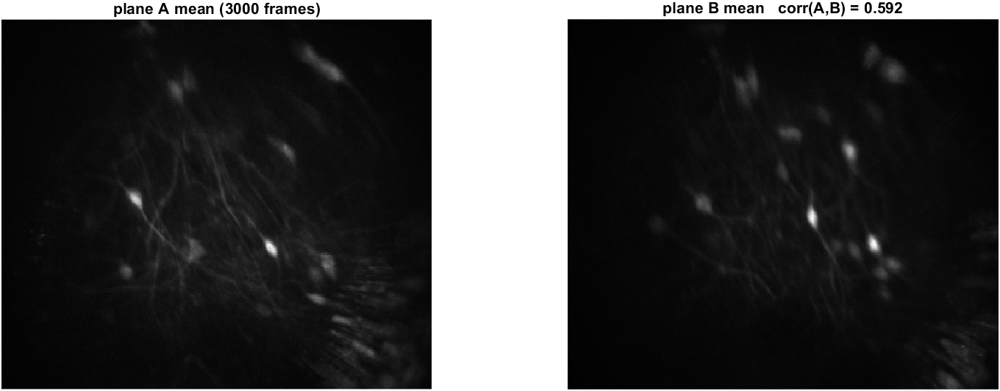 plane A mean (3000 frames)
plane B mean   corr(A,B) = 0.592